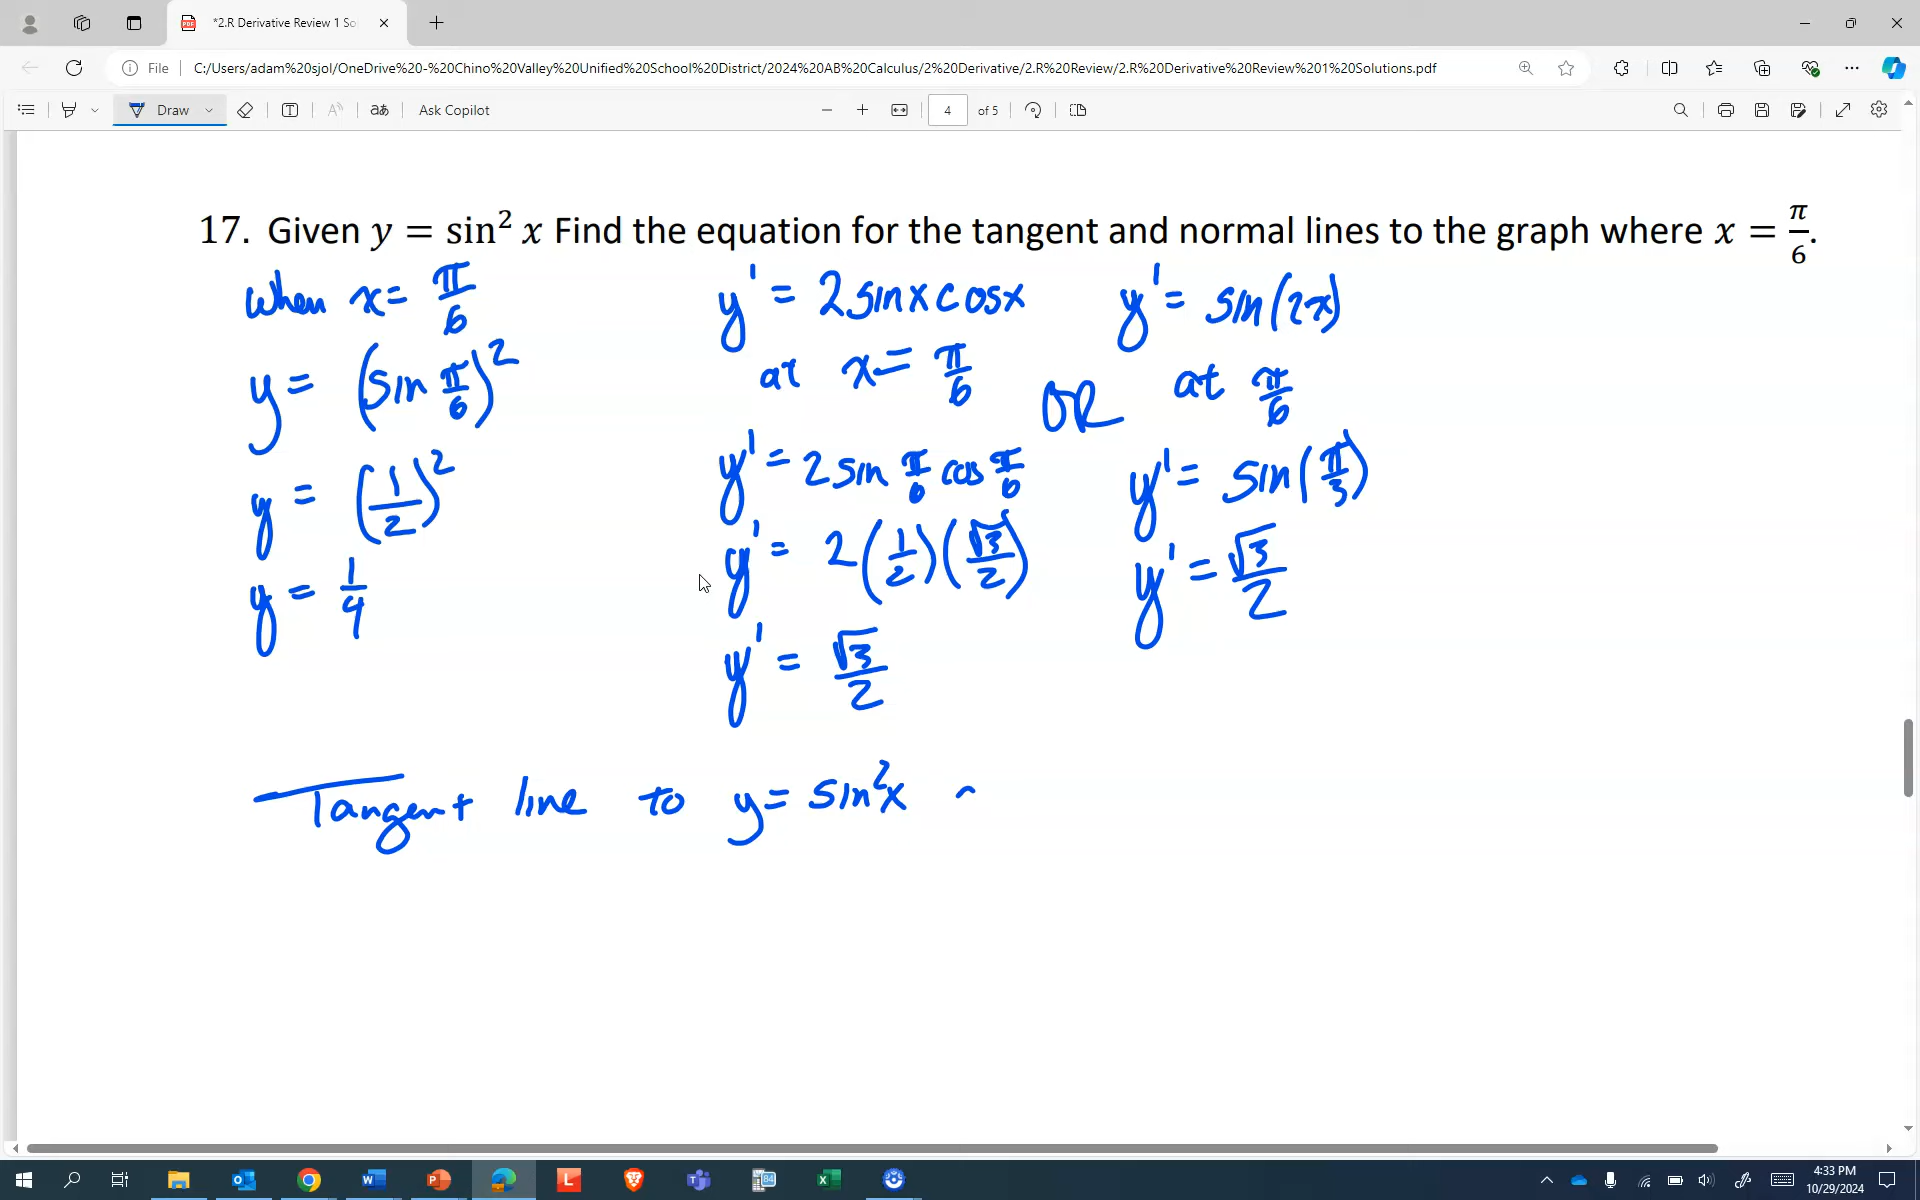 *2.R Derivative Review 1 So
File
C:/Users/adam%20sjol/OneDrive%20-%20Chino%20Valley%20Unified%20School%20District/2024%20AB%20Calculus/2%20Derivative/2.R%20Review/2.R%20Derivative%20Review%201%20Solutions.pdf
Draw
Ask Copilot
4 of 5
17. Given y = sin² x Find the equation for the tangent and normal lines to the graph where x = π/6.
when x = π/6
y = (sin π/6)²
y = (1/2)²
y = 1/4
y' = 2 sin x cos x
at x = π/6
y' = 2 sin π/6 cos π/6
y' = 2(1/2)(√3/2)
y' = √3/2
OR
y' = sin(2x)
at π/6
y' = sin(π/3)
y' = √3/2
Tangent line to y = sin²x
4:33 PM
10/29/2024